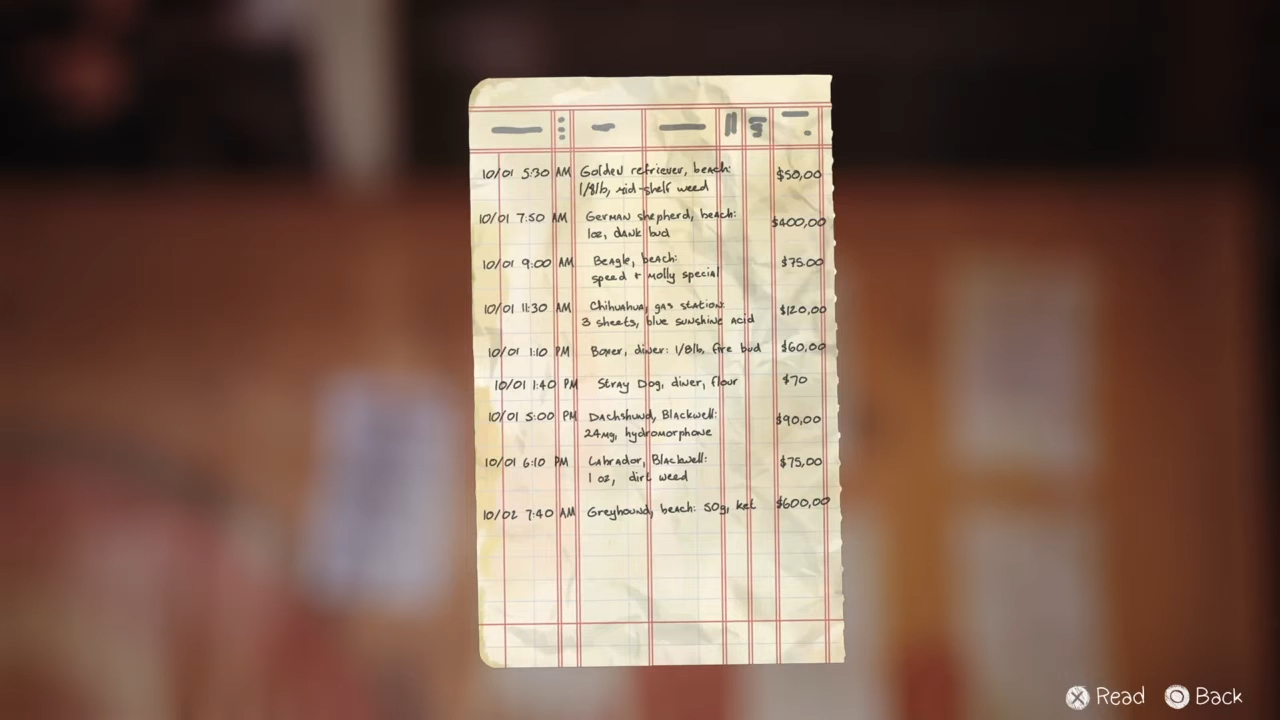 10/01 5:30 AM Golden retriever, beach: $50,00
1/8lb, mid-shelf weed
10/01 7:50 AM German shepherd, beach: $400,00
1oz, dank bud
10/01 9:00 AM Beagle, beach: $75.00
speed + molly special
10/01 11:30 AM Chihuahua, gas station: $120,00
3 sheets, blue sunshine acid
10/01 1:10 PM Boxer, diner: 1/8lb, fire bud $60,00
10/01 1:40 PM Stray Dog, diner, flour $70
10/01 5:00 PM Dachshund, Blackwell: $90,00
24mg, hydromorphone
10/01 6:10 PM Labrador, Blackwell: $75,00
1 oz, dirt weed
10/02 7:40 AM Greyhound, beach: 50g, ket $600,00
Read Back